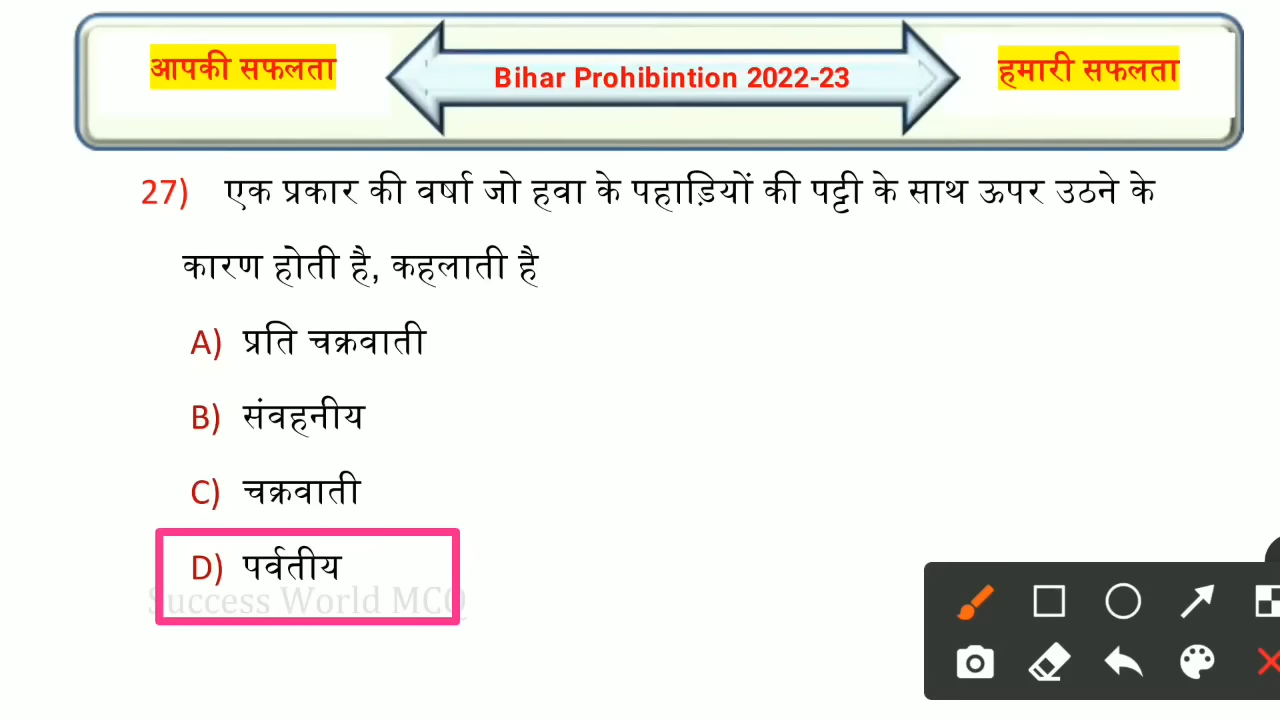 आपकी सफलता
Bihar Prohibintion 2022-23
हमारी सफलता
27) एक प्रकार की वर्षा जो हवा के पहाड़ियों की पट्टी के साथ ऊपर उठने के
कारण होती है, कहलाती है
A) प्रति चक्रवाती
B) संवहनीय
C) चक्रवाती
D) पर्वतीय
Success World MCQ